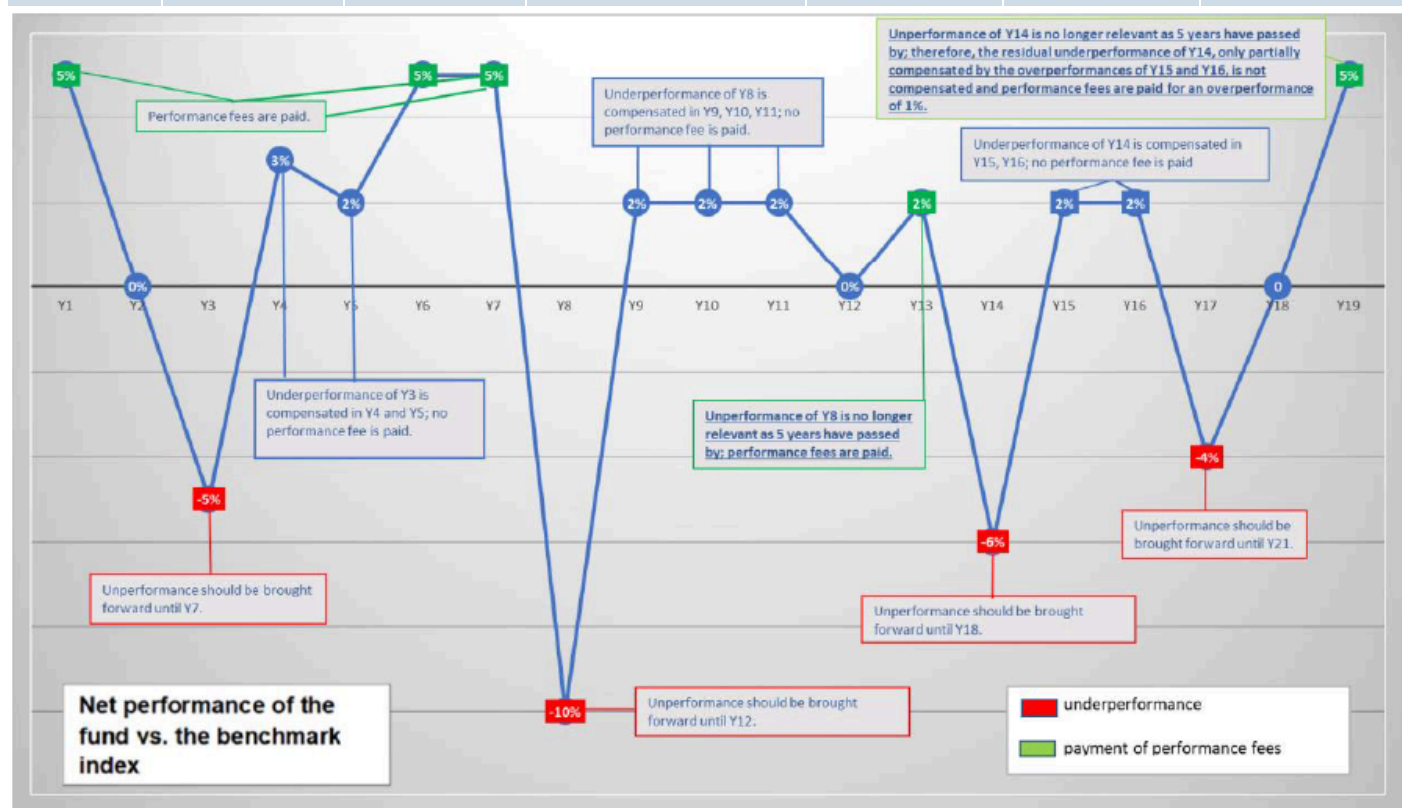 Unperformance of Y14 is no longer relevant as 5 years have passed
by; therefore, the residual underperformance of Y14, only partially
compensated by the overperformances of Y15 and Y16, is not
compensated and performance fees are paid for an overperformance
of 1%.
5%
5%
5%
5%
Performance fees are paid.
Underperformance of Y8 is
compensated in Y9, Y10, Y11; no
performance fee is paid.
Underperformance of Y14 is compensated in
Y15, Y16; no performance fee is paid
3%
2%
2%
2%
2%
2%
2%
2%
0%
0%
0
Y1
Y2
Y3
Y4
Y5
Y6
Y7
Y8
Y9
Y10
Y11
Y12
Y13
Y14
Y15
Y16
Y17
Y18
Y19
Underperformance of Y3 is
compensated in Y4 and Y5; no
performance fee is paid.
Unperformance of Y8 is no longer
relevant as 5 years have passed
by; performance fees are paid.
-4%
-5%
-6%
Unperformance should be
brought forward until Y21.
Unperformance should be brought
forward until Y7.
Unperformance should be brought
forward until Y18.
Net performance of the
fund vs. the benchmark
index
-10%
Unperformance should be brought
forward until Y12.
underperformance
payment of performance fees